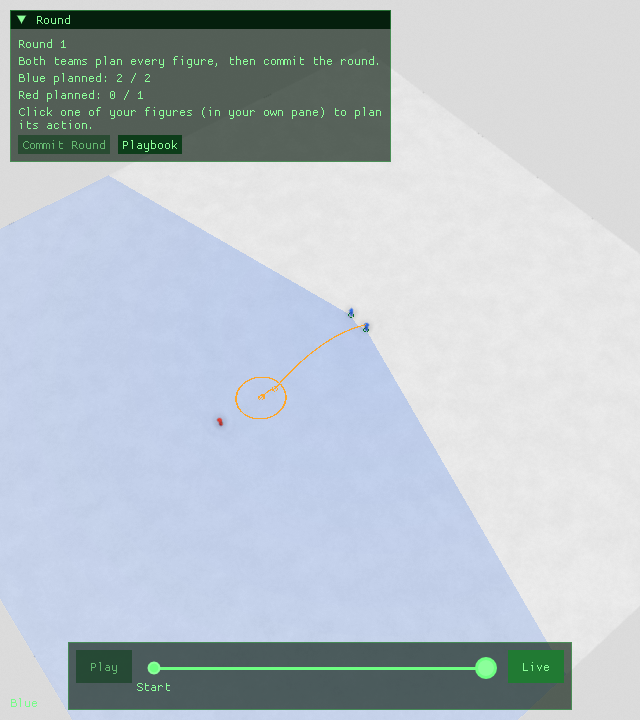 Round
Round 1
Both teams plan every figure, then commit the round.
Blue planned: 2 / 2
Red planned: 0 / 1
Click one of your figures (in your own pane) to plan
its action.
Commit Round Playbook
Play
Live
Start
Blue